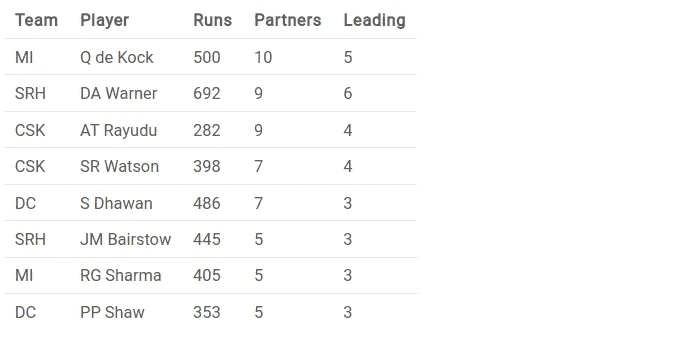 Team Player Runs Partners Leading
MI Q de Kock 500 10 5
SRH DA Warner 692 9 6
CSK AT Rayudu 282 9 4
CSK SR Watson 398 7 4
DC S Dhawan 486 7 3
SRH JM Bairstow 445 5 3
MI RG Sharma 405 5 3
DC PP Shaw 353 5 3